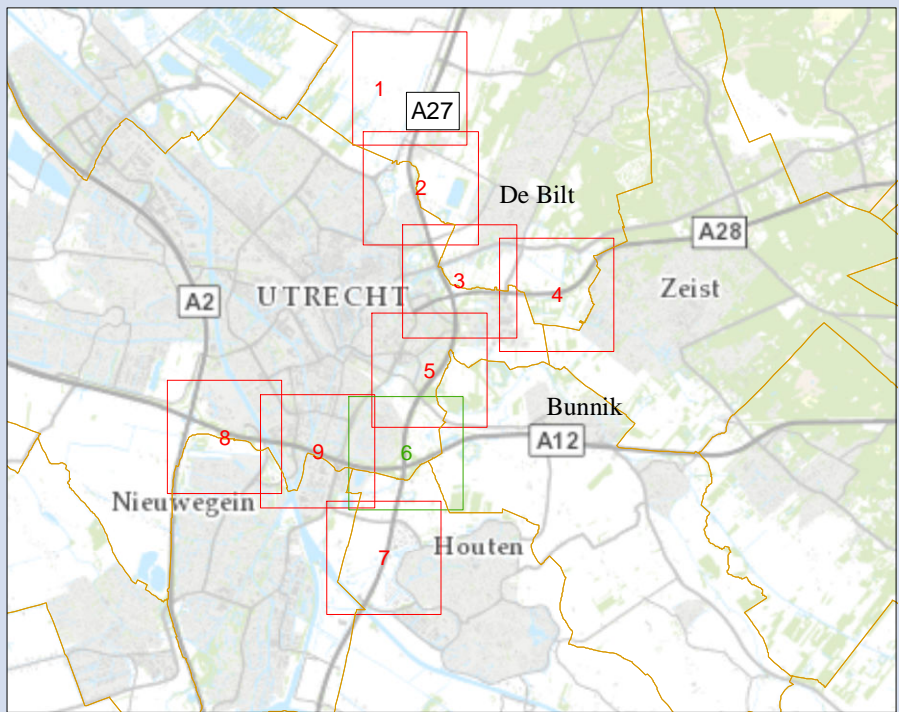 1
A27
2
De Bilt
A28
3
4
Zeist
UTRECHT
A2
5
Bunnik
8
9
6
A12
Nieuwegein
7
Houten